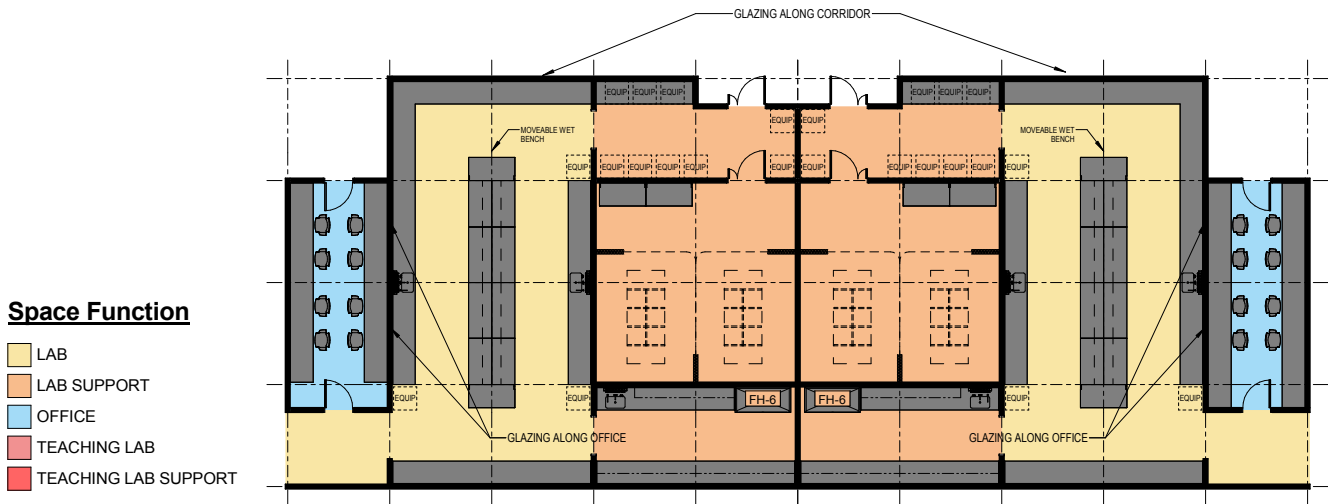 GLAZING ALONG CORRIDOR
EQUIP EQUIP EQUIP
EQUIP EQUIP EQUIP
EQUIP EQUIP
MOVEABLE WET
BENCH
MOVEABLE WET
BENCH
EQUIP EQUIP EQUIP EQUIP EQUIP EQUIP
EQUIP EQUIP EQUIP EQUIP EQUIP EQUIP
Space Function
LAB
LAB SUPPORT
OFFICE
TEACHING LAB
TEACHING LAB SUPPORT
EQUIP EQUIP FH-6 FH-6 EQUIP EQUIP
GLAZING ALONG OFFICE GLAZING ALONG OFFICE